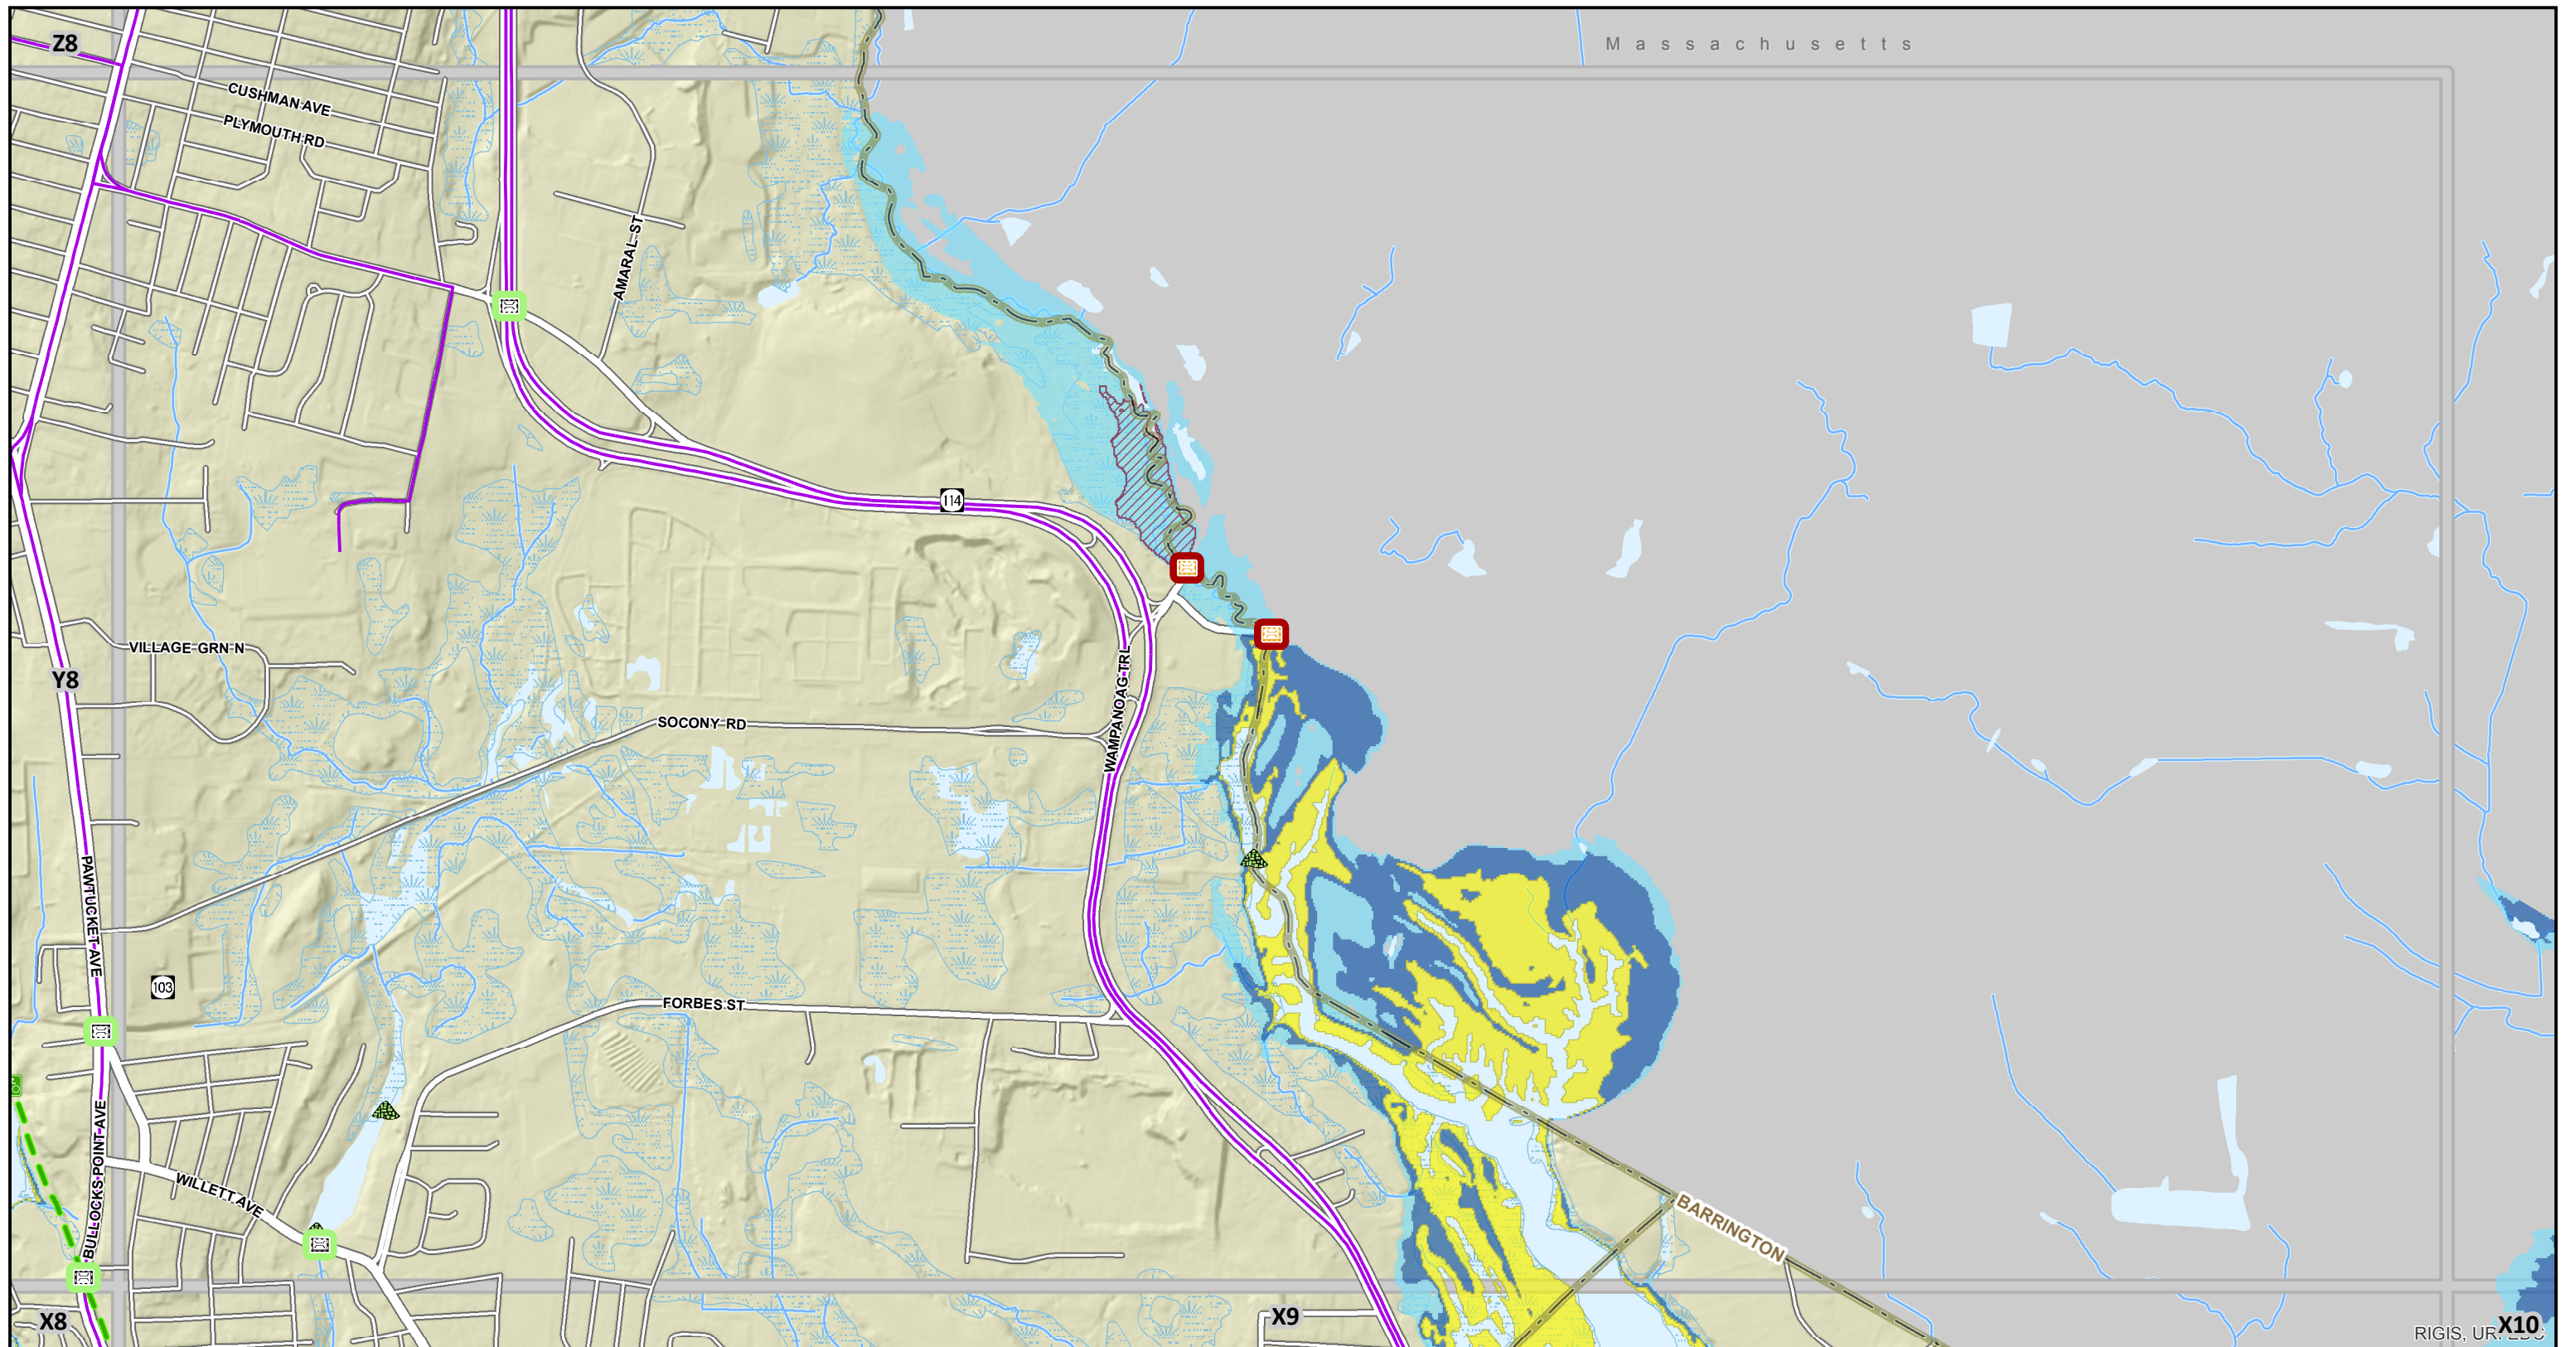 Z8
Massachusetts
CUSHMAN AVE
PLYMOUTH RD
AMARAL ST
114
VILLAGE GRN N
Y8
WAMPANOAG TRL
SOCONY RD
PAWTUCKET AVE
103
FORBES ST
BULLOCKS POINT AVE
WILLETT AVE
BARRINGTON
X8
X9
X10
RIGIS,